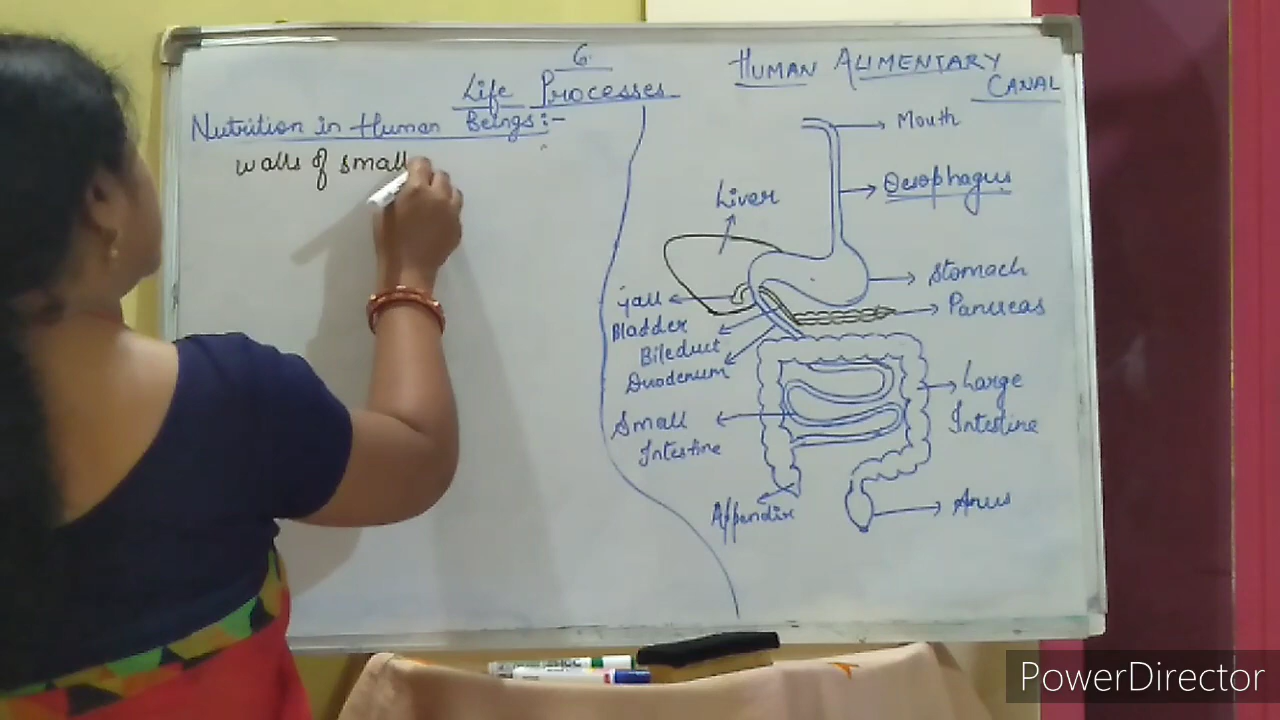 6.
Life Processes
Nutrition in Human Beings:-
walls of small
HUMAN ALIMENTARY
CANAL
Mouth
Oesophagus
Liver
Stomach
Gall
Bladder
Pancreas
Bileduct
Duodenum
Large
Intestine
Small
Intestine
Appendix
Anus
PowerDirector